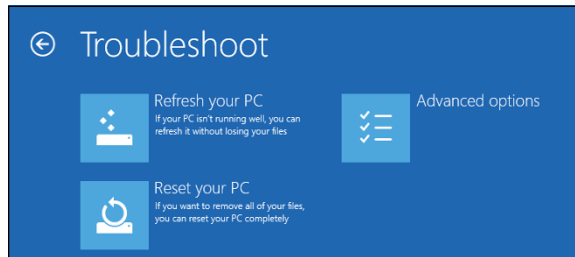 Troubleshoot
Refresh your PC
If your PC isn't running well, you can
refresh it without losing your files
Advanced options
Reset your PC
If you want to remove all of your files,
you can reset your PC completely